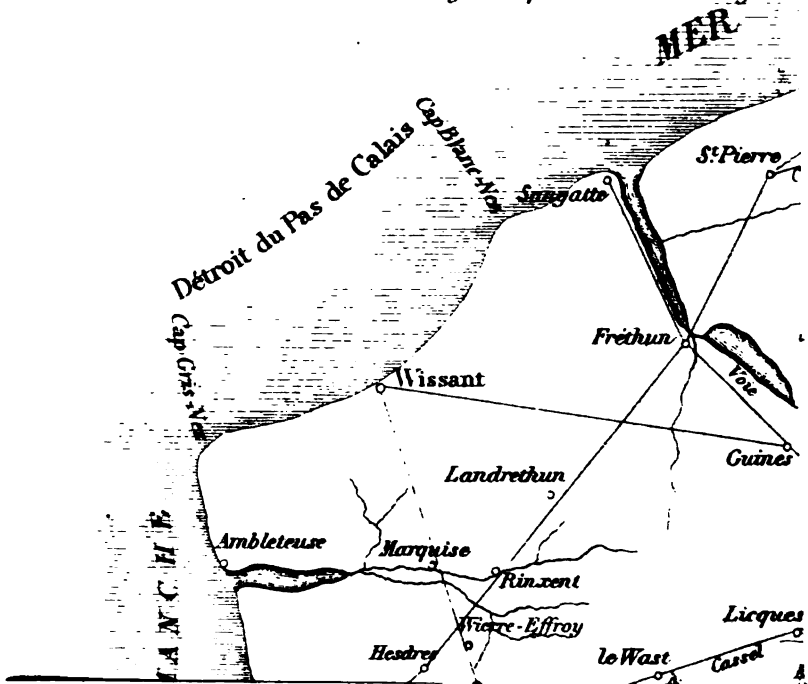 MER
Cap Blanc-Nez
Détroit du Pas de Calais
St. Pierre
Sangatte
Cap Gris-Nez
Fréthun
Wissant
Voie
Guines
Landrethun
Ambleteuse
Marquise
Rinxent
Licques
Wierre-Effroy
Hesdres
le Wast
Cassel